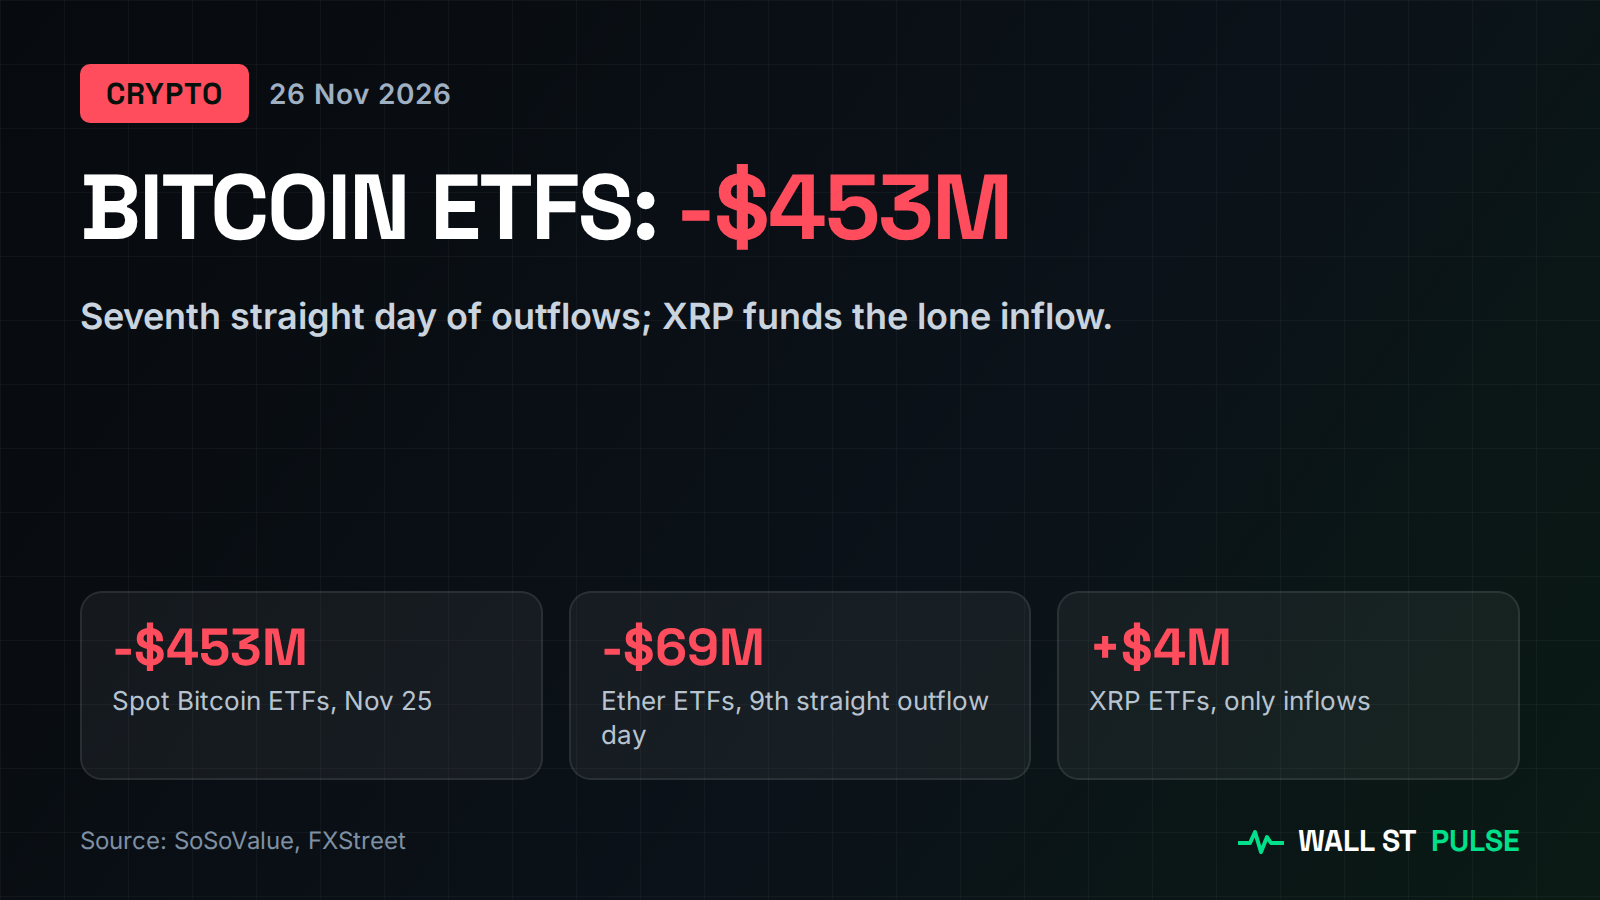 CRYPTO 26 Nov 2026
BITCOIN ETFS: -$453M
Seventh straight day of outflows; XRP funds the lone inflow.
-$453M
Spot Bitcoin ETFs, Nov 25
-$69M
Ether ETFs, 9th straight outflow
day
+$4M
XRP ETFs, only inflows
Source: SoSoValue, FXStreet
WALL ST PULSE